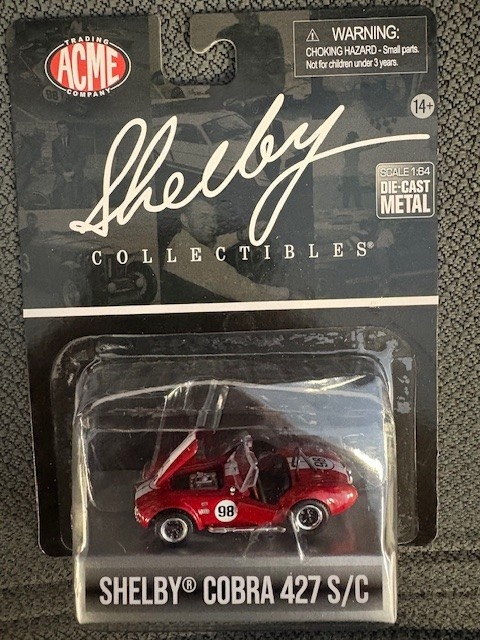 TRADING
ACME
COMPANY
⚠ WARNING:
CHOKING HAZARD - Small parts.
Not for children under 3 years.
14+
Shelby
COLLECTIBLES®
SCALE 1:64
DIE-CAST
METAL
98
98
SHELBY® COBRA 427 S/C